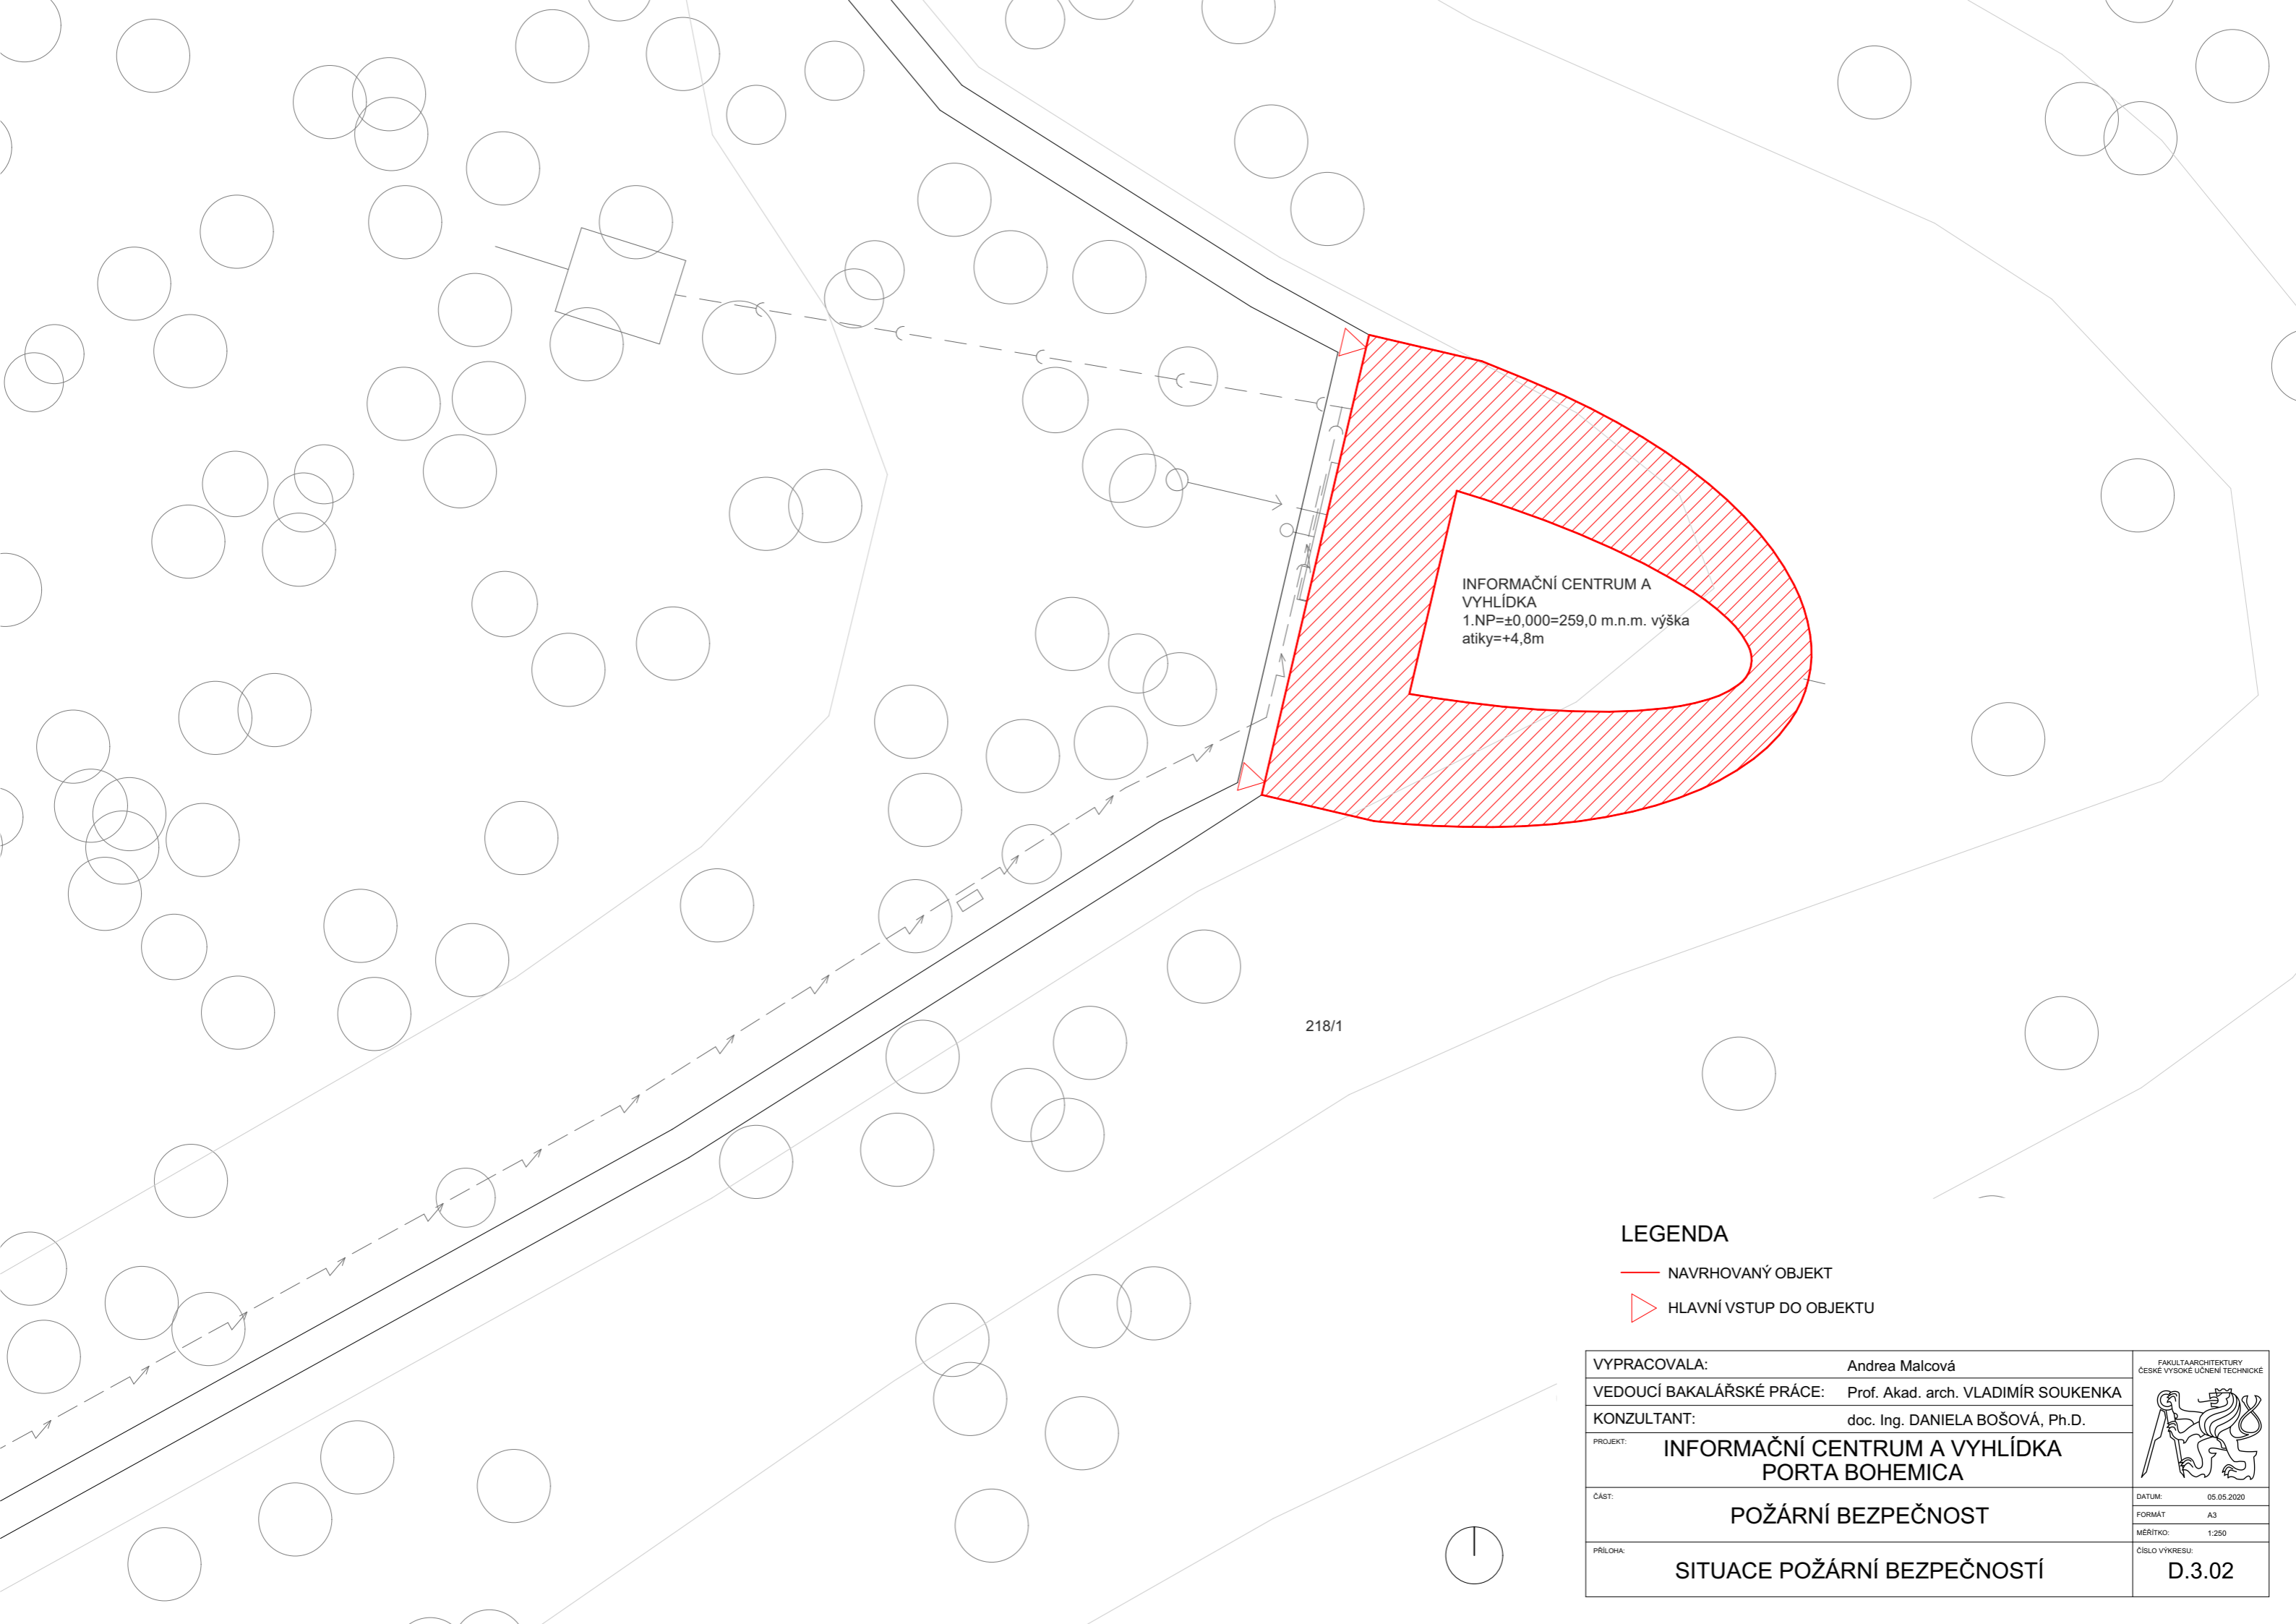 INFORMAČNÍ CENTRUM A
VYHLÍDKA
1.NP=±0,000=259,0 m.n.m. výška
atiky=+4,8m
218/1
LEGENDA
NAVRHOVANÝ OBJEKT
HLAVNÍ VSTUP DO OBJEKTU
VYPRACOVALA: Andrea Malcová
VEDOUCÍ BAKALÁŘSKÉ PRÁCE: Prof. Akad. arch. VLADIMÍR SOUKENKA
KONZULTANT: doc. Ing. DANIELA BOŠOVÁ, Ph.D.
PROJEKT: INFORMAČNÍ CENTRUM A VYHLÍDKA
PORTA BOHEMICA
ČÁST:
POŽÁRNÍ BEZPEČNOST
PŘÍLOHA:
SITUACE POŽÁRNÍ BEZPEČNOSTÍ
FAKULTAARCHITEKTURY
ČESKÉ VYSOKÉ UČNENÍ TECHNICKÉ
DATUM: 05.05.2020
FORMÁT A3
MĚŘÍTKO: 1:250
ČÍSLO VÝKRESU:
D.3.02